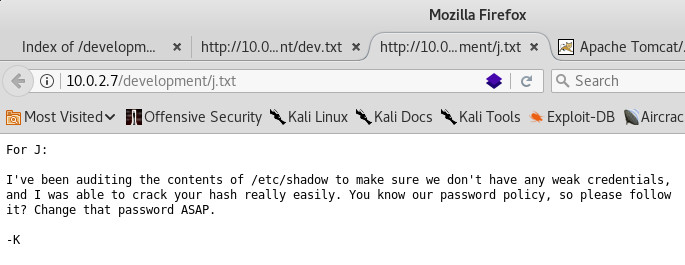 Mozilla Firefox
Index of /developm... × http://10.0...nt/dev.txt × http://10.0...ment/j.txt × Apache Tomcat/.
10.0.2.7/development/j.txt Search
Most Visited Offensive Security Kali Linux Kali Docs Kali Tools Exploit-DB Aircrac
For J:
I've been auditing the contents of /etc/shadow to make sure we don't have any weak credentials,
and I was able to crack your hash really easily. You know our password policy, so please follow
it? Change that password ASAP.
-K